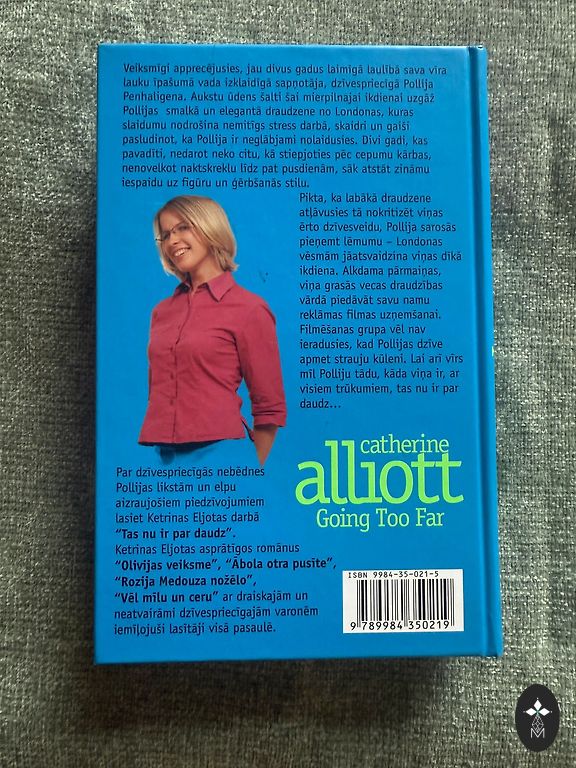 Veiksmīgi apprecējusies, jau divus gadus laimīgā laulībā sava vīra
lauku īpašumā vada izklaidīgā sapņotāja, dzīvespriecīgā Pollija
Penhaligena. Aukstu ūdens šalti šai mierpilnajai ikdienai uzgāž
Pollijas smalkā un elegantā draudzene no Londonas, kuras
slaidumu nodrošina nemitīgs stress darbā, skaidri un gaiši
pasludinot, ka Pollija ir neglābjami nolaidusies. Divi gadi, kas
pavadīti, nedarot neko citu, kā stiepjoties pēc cepumu kārbas,
nenovelkot naktskreklu līdz pat pusdienām, sāk atstāt zināmu
iespaidu uz figūru un ģērbšanās stilu.
Pikta, ka labākā draudzene
atļāvusies tā nokritizēt viņas
ērto dzīvesveidu, Pollija sarosās
pieņemt lēmumu – Londonas
vēsmām jāatsvaidzina viņas dīkā
ikdiena. Alkdama pārmaiņas,
viņa grasās vecas draudzības
vārdā piedāvāt savu namu
reklāmas filmas uzņemšanai.
Filmēšanas grupa vēl nav
ieradusies, kad Pollijas dzīve
apmet strauju kūleni. Lai arī vīrs
mīl Polliju tādu, kāda viņa ir, ar
visiem trūkumiem, tas nu ir par
daudz...
catherine
alliott
Going Too Far
Par dzīvespriecīgās nebēdnes
Pollijas likstām un elpu
aizraujošiem piedzīvojumiem
lasiet Ketrinas Eljotas darbā
"Tas nu ir par daudz".
Ketrinas Eljotas asprātīgos romānus
"Olīvijas veiksme", "Ābola otra pusīte",
"Rozija Medouza nožēlo",
"Vēl mīlu un ceru" ar draiskajām un
neatvairāmi dzīvespriecīgajām varonēm
iemīļojuši lasītāji visā pasaulē.
ISBN 9984-35-021-5
9 789984 350219
M